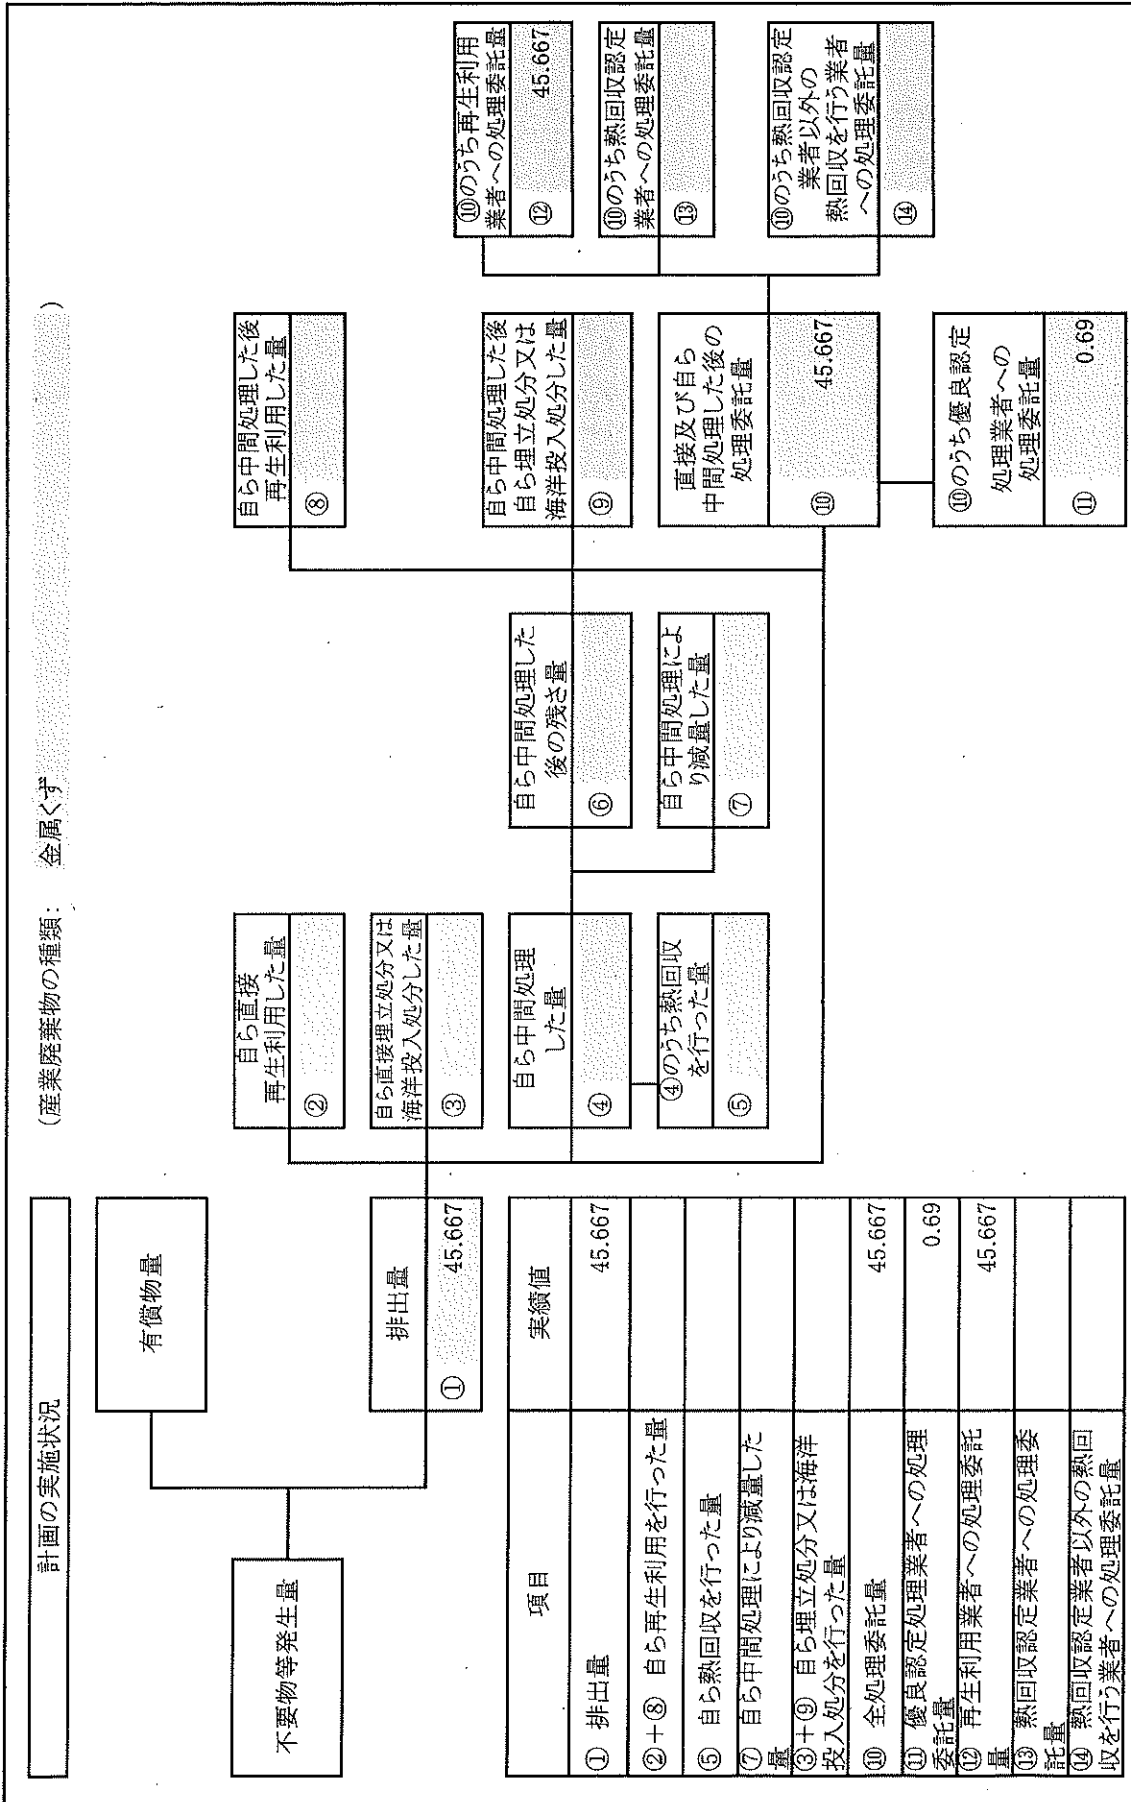 計画の実施状況
(産業廃棄物の種類： 金属くず )
不要物等発生量
有償物量
排出量
① 45.667
自ら直接
再生利用した量
②
自ら直接埋立処分又は
海洋投入処分した量
③
自ら中間処理
した量
④
④のうち熱回収
を行った量
⑤
自ら中間処理した
後の残さ量
⑥
自ら中間処理によ
り減量した量
⑦
自ら中間処理した後
再生利用した量
⑧
自ら中間処理した後
自ら埋立処分又は
海洋投入処分した量
⑨
直接及び自ら
中間処理した後の
処理委託量
⑩ 45.667
⑩のうち優良認定
処理業者への
処理委託量
⑪ 0.69
⑩のうち再生利用
業者への処理委託量
⑫ 45.667
⑩のうち熱回収認定
業者への処理委託量
⑬
⑩のうち熱回収認定
業者以外の
熱回収を行う業者
への処理委託量
⑭
項目 実績値
① 排出量 45.667
②＋⑧ 自ら再生利用を行った量
⑤ 自ら熱回収を行った量
⑦ 自ら中間処理により減量した
量
③＋⑨ 自ら埋立処分又は海洋
投入処分を行った量
⑩ 全処理委託量 45.667
⑪ 優良認定処理業者への処理
委託量 0.69
⑫ 再生利用業者への処理委託
量 45.667
⑬ 熱回収認定業者への処理委
託量
⑭ 熱回収認定業者以外の熱回
収を行う業者への処理委託量